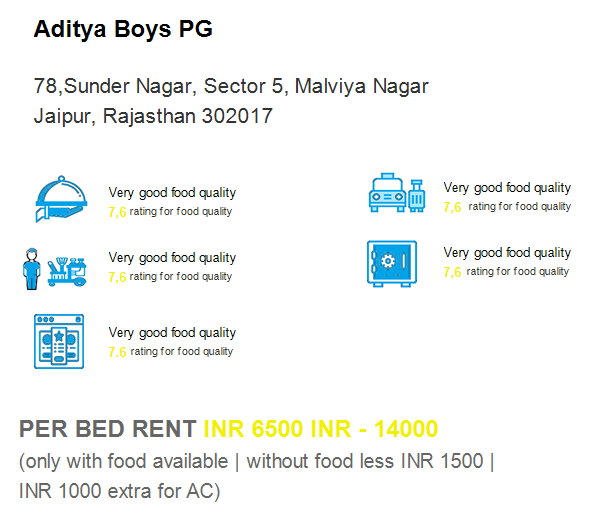 Aditya Boys PG
78,Sunder Nagar, Sector 5, Malviya Nagar
Jaipur, Rajasthan 302017
Very good food quality
7,6 rating for food quality
Very good food quality
7,6 rating for food quality
Very good food quality
7.6 rating for food quality
Very good food quality
7,6 rating for food quality
Very good food quality
7.6 rating for food quality
PER BED RENT INR 6500 INR - 14000
(only with food available | without food less INR 1500 |
INR 1000 extra for AC)